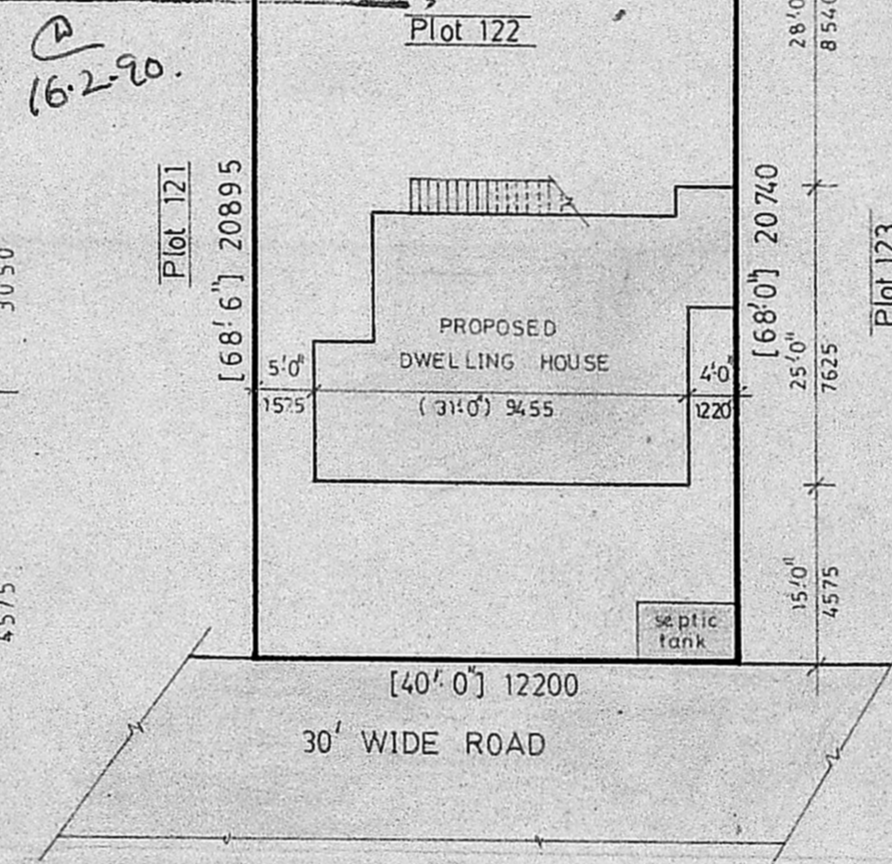 Plot 122
16.2.90.
28'0
8540
Plot 121
[68' 6"] 20895
[68'0"] 20740
Plot 123
3050
PROPOSED
DWELLING HOUSE
5'0"
4'0"
25'0"
7625
(31'0") 9455
1220
15'0"
4575
4575
septic
tank
[40' 0"] 12200
30' WIDE ROAD